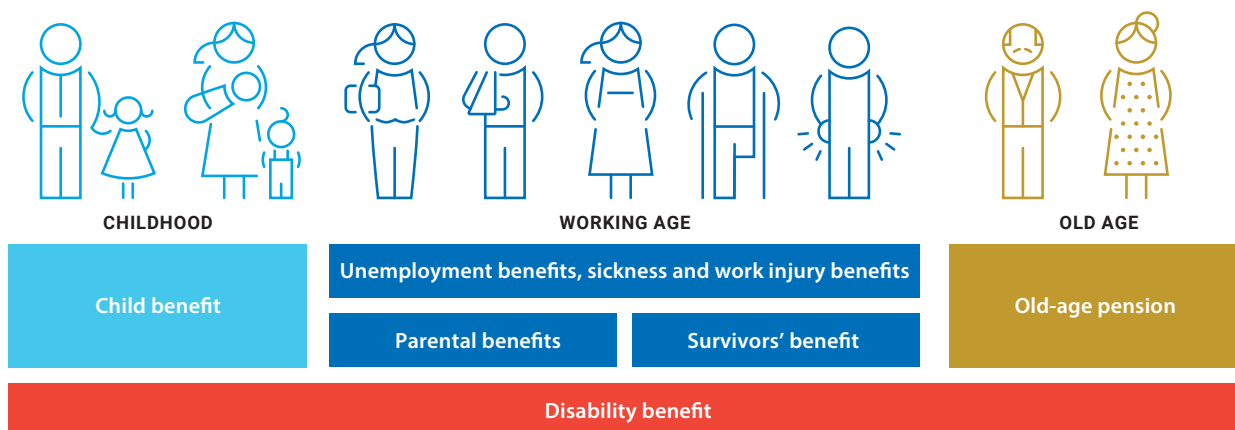 CHILDHOOD
WORKING AGE
OLD AGE
Child benefit
Unemployment benefits, sickness and work injury benefits
Parental benefits
Survivors’ benefit
Old-age pension
Disability benefit